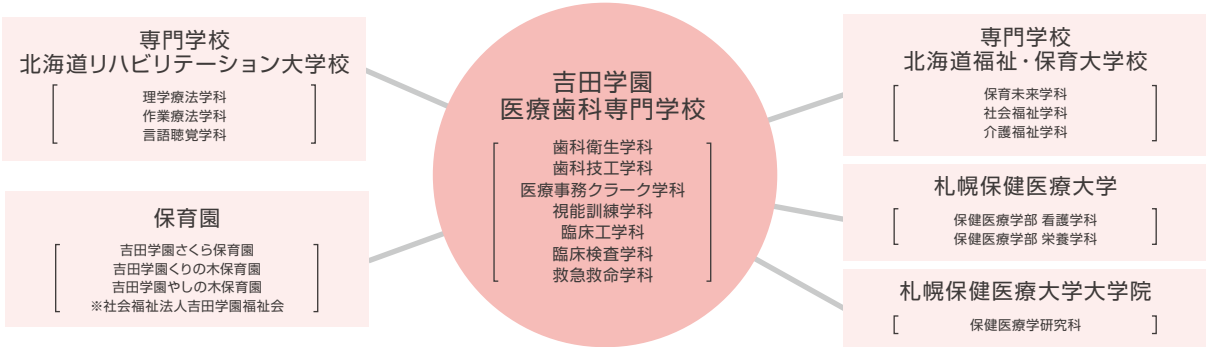 専門学校
北海道リハビリテーション大学校
理学療法学科
作業療法学科
言語聴覚学科
保育園
吉田学園さくら保育園
吉田学園くりの木保育園
吉田学園やしの木保育園
※社会福祉法人吉田学園福祉会
吉田学園
医療歯科専門学校
歯科衛生学科
歯科技工学科
医療事務クラーク学科
視能訓練学科
臨床工学科
臨床検査学科
救急救命学科
専門学校
北海道福祉・保育大学校
保育未来学科
社会福祉学科
介護福祉学科
札幌保健医療大学
保健医療学部 看護学科
保健医療学部 栄養学科
札幌保健医療大学大学院
保健医療学研究科